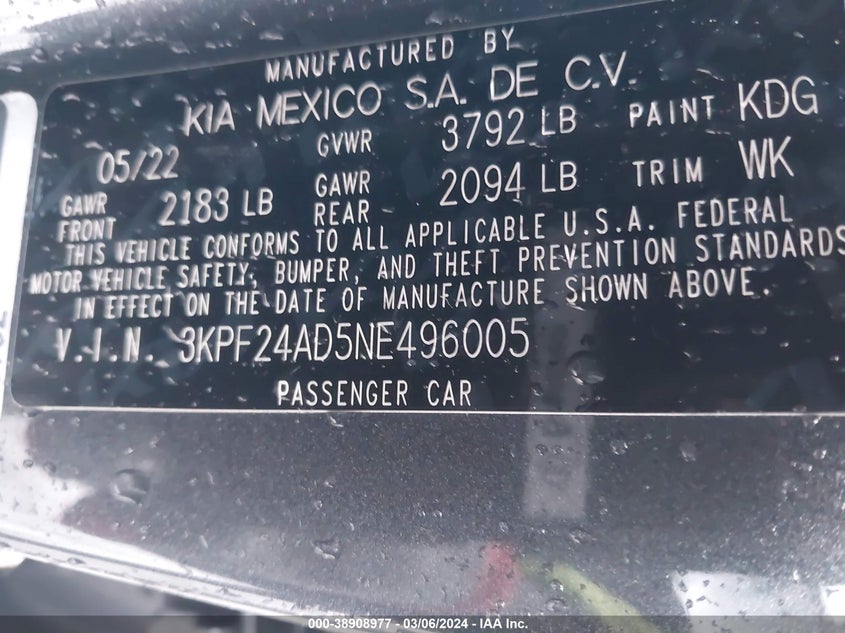 MANUFACTURED BY
KIA MEXICO S.A. DE C.V.
05/22 GVWR 3792 LB PAINT KDG
GAWR FRONT 2183 LB GAWR REAR 2094 LB TRIM WK
THIS VEHICLE CONFORMS TO ALL APPLICABLE U.S.A. FEDERAL
MOTOR VEHICLE SAFETY, BUMPER, AND THEFT PREVENTION STANDARDS
IN EFFECT ON THE DATE OF MANUFACTURE SHOWN ABOVE.
V.I.N. 3KPF24AD5NE496005
PASSENGER CAR
000-38908977 - 03/06/2024 - IAA Inc.